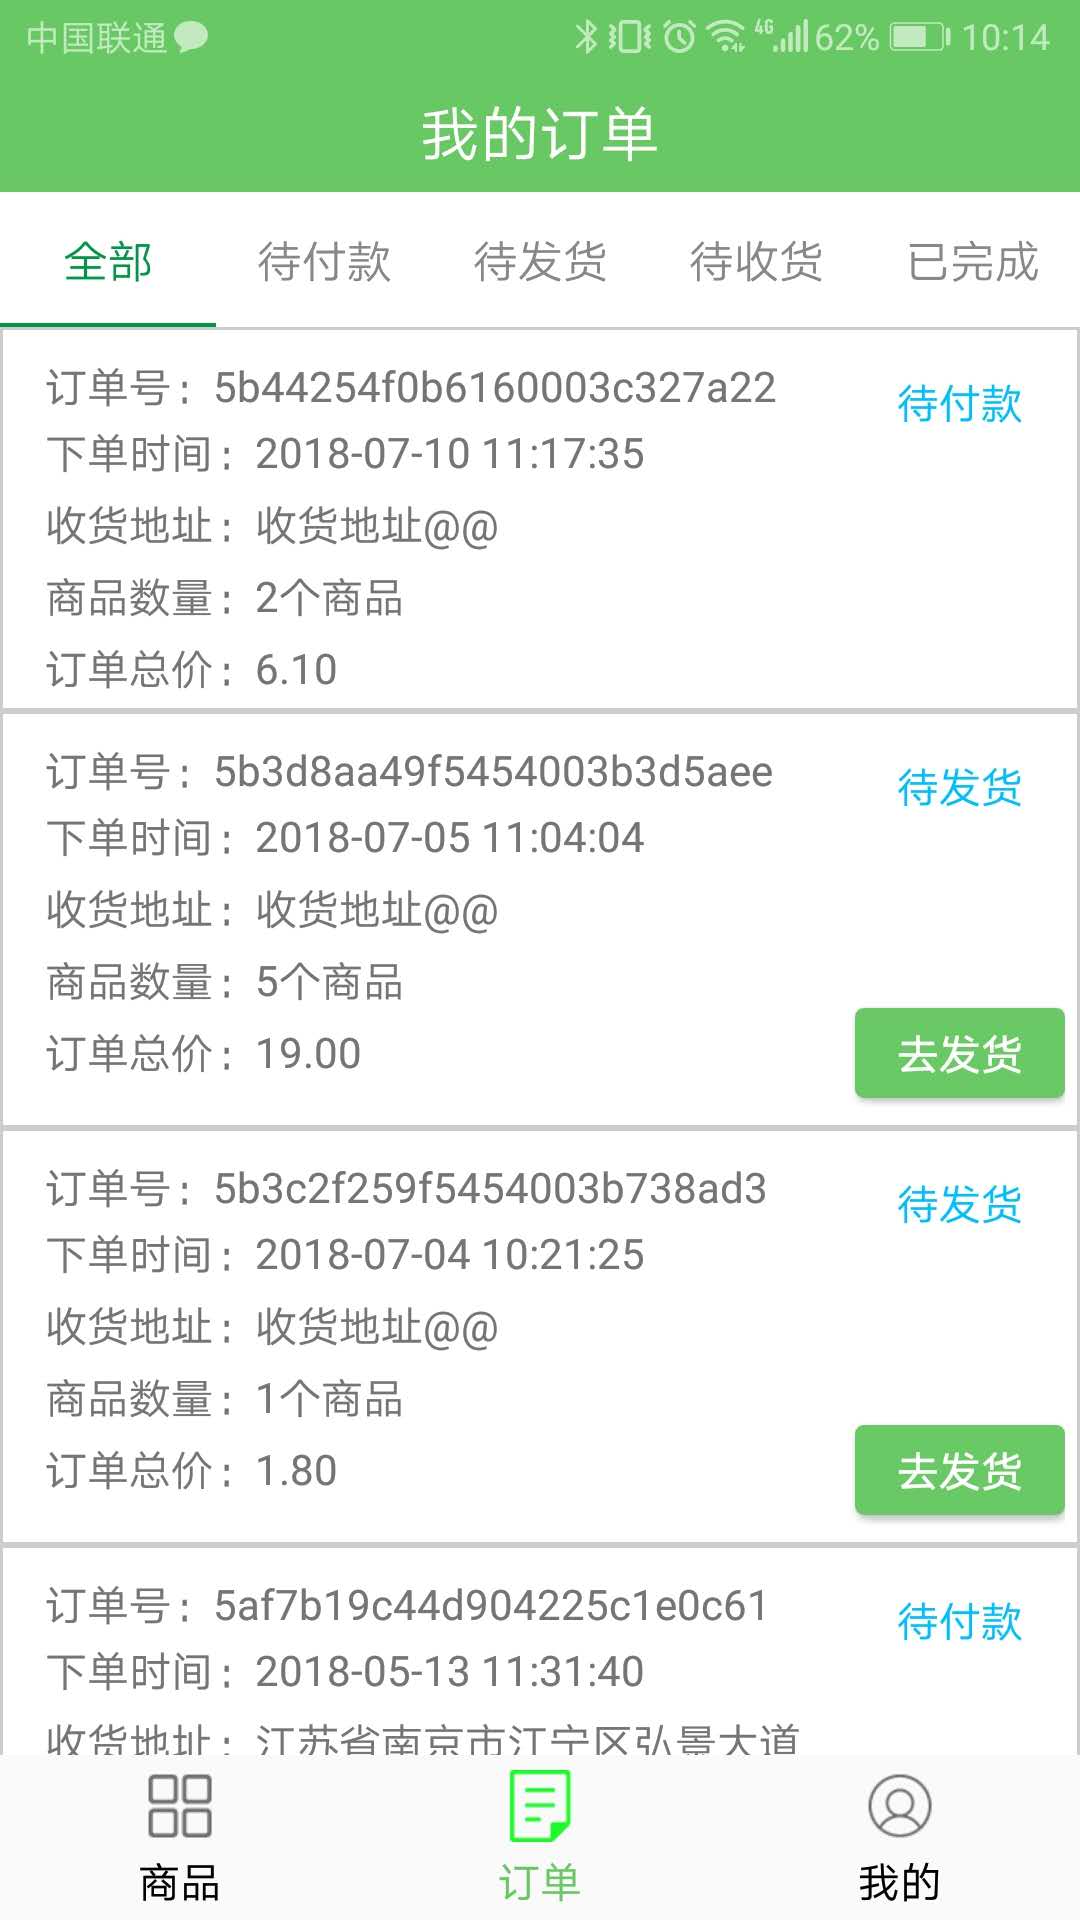 中国联通 4G 62% 10:14
我的订单
全部 待付款 待发货 待收货 已完成
订单号: 5b44254f0b6160003c327a22 待付款
下单时间: 2018-07-10 11:17:35
收货地址: 收货地址@@
商品数量: 2个商品
订单总价: 6.10
订单号: 5b3d8aa49f5454003b3d5aee 待发货
下单时间: 2018-07-05 11:04:04
收货地址: 收货地址@@
商品数量: 5个商品
订单总价: 19.00 去发货
订单号: 5b3c2f259f5454003b738ad3 待发货
下单时间: 2018-07-04 10:21:25
收货地址: 收货地址@@
商品数量: 1个商品
订单总价: 1.80 去发货
订单号: 5af7b19c44d904225c1e0c61 待付款
下单时间: 2018-05-13 11:31:40
收货地址: 江苏省南京市江宁区弘景大道
商品 订单 我的